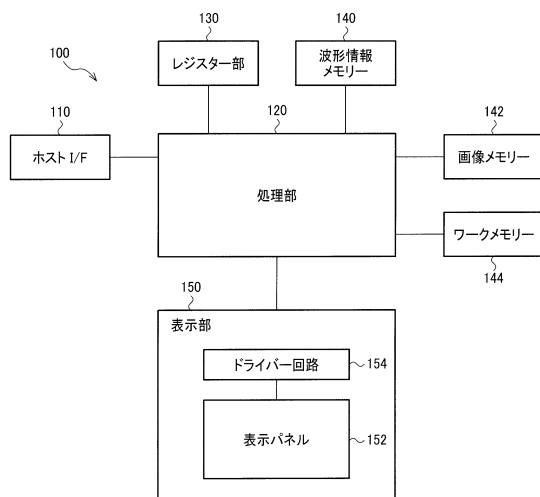 130
140
100
レジスター部
波形情報
メモリー
110
120
142
ホスト I/F
処理部
画像メモリー
ワークメモリー
144
150
表示部
ドライバー回路
154
表示パネル
152